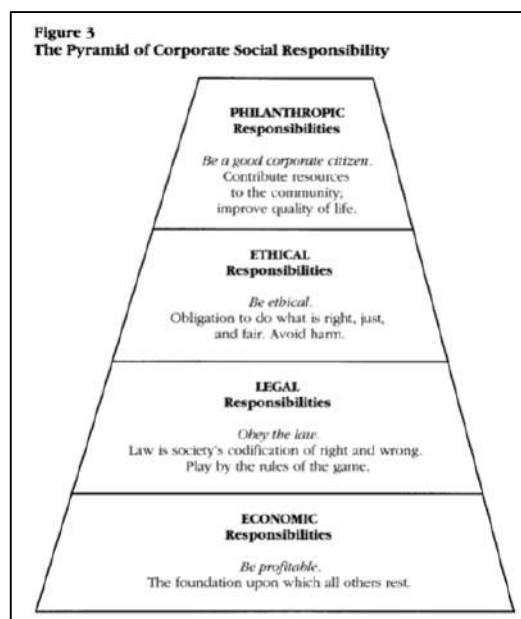 Figure 3
The Pyramid of Corporate Social Responsibility
PHILANTHROPIC
Responsibilities
Be a good corporate citizen.
Contribute resources
to the community;
improve quality of life.
ETHICAL
Responsibilities
Be ethical.
Obligation to do what is right, just,
and fair. Avoid harm.
LEGAL
Responsibilities
Obey the law.
Law is society's codification of right and wrong.
Play by the rules of the game.
ECONOMIC
Responsibilities
Be profitable.
The foundation upon which all others rest.